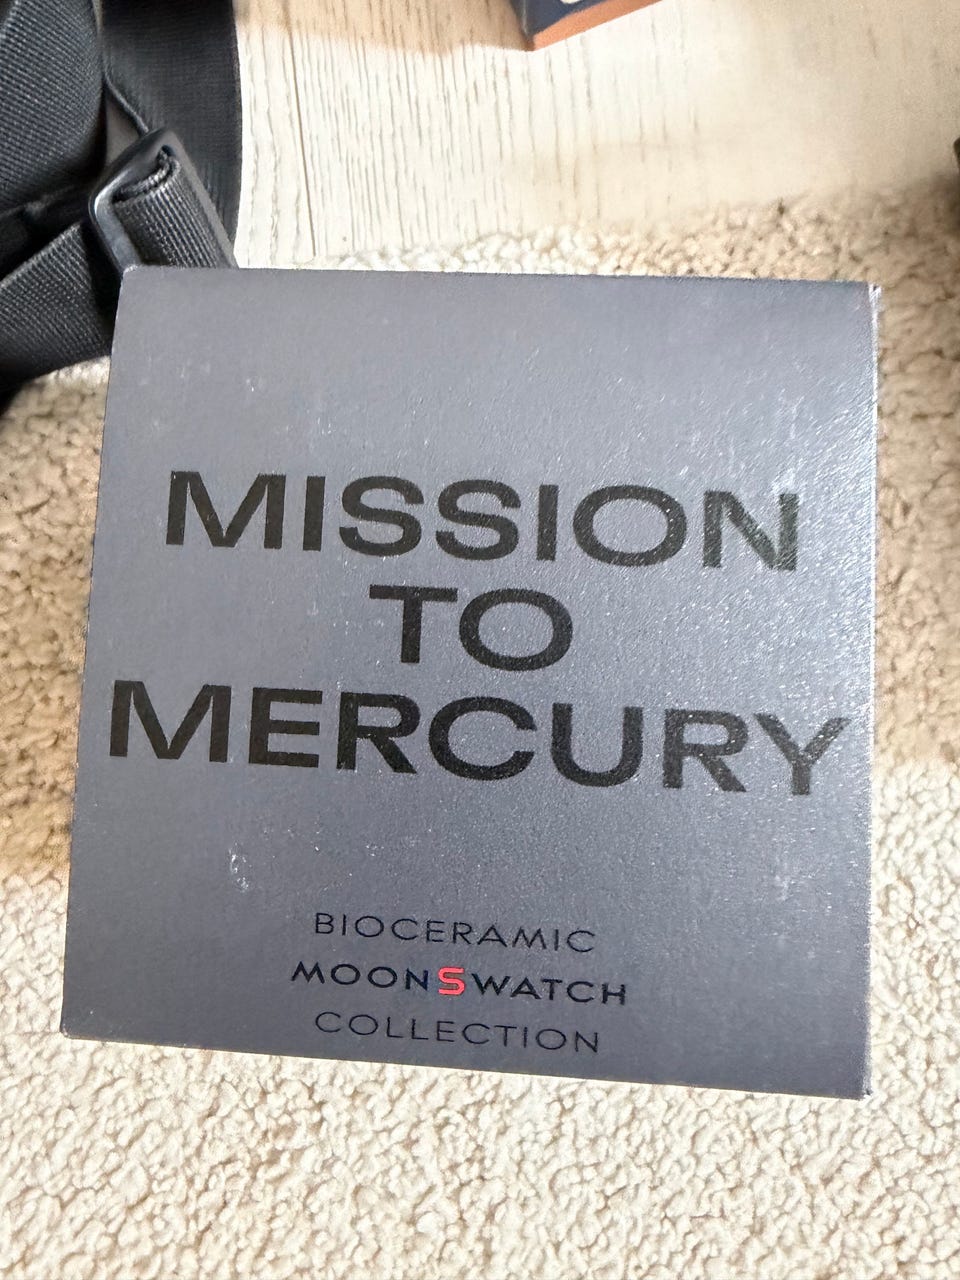 MISSION
TO
MERCURY
BIOCERAMIC
MOONSWATCH
COLLECTION